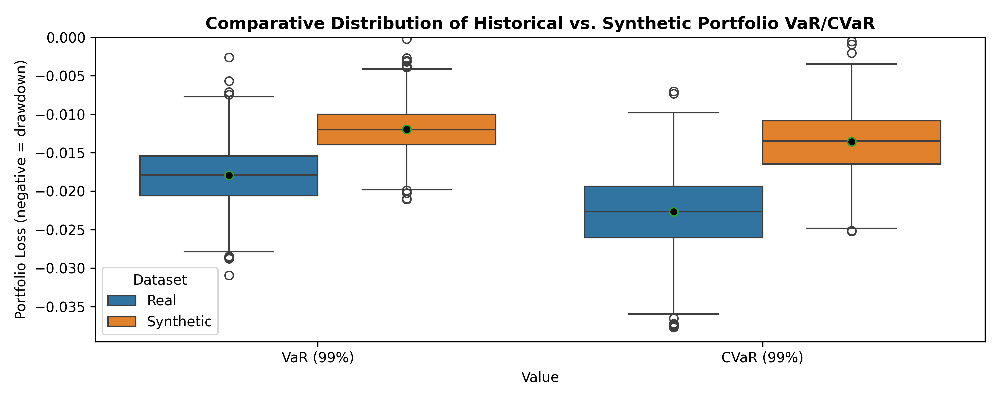 Comparative Distribution of Historical vs. Synthetic Portfolio VaR/CVaR
Portfolio Loss (negative = drawdown)
0.000
−0.005
−0.010
−0.015
−0.020
−0.025
−0.030
−0.035
Dataset
Real
Synthetic
VaR (99%)
CVaR (99%)
Value